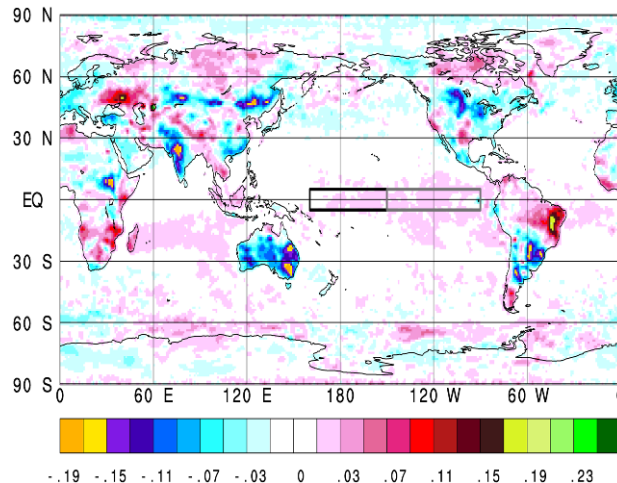 90 N
60 N
30 N
EQ
30 S
60 S
90 S
0 60 E 120 E 180 120 W 60 W 0
-.19 -.15 -.11 -.07 -.03 0 .03 .07 .11 .15 .19 .23